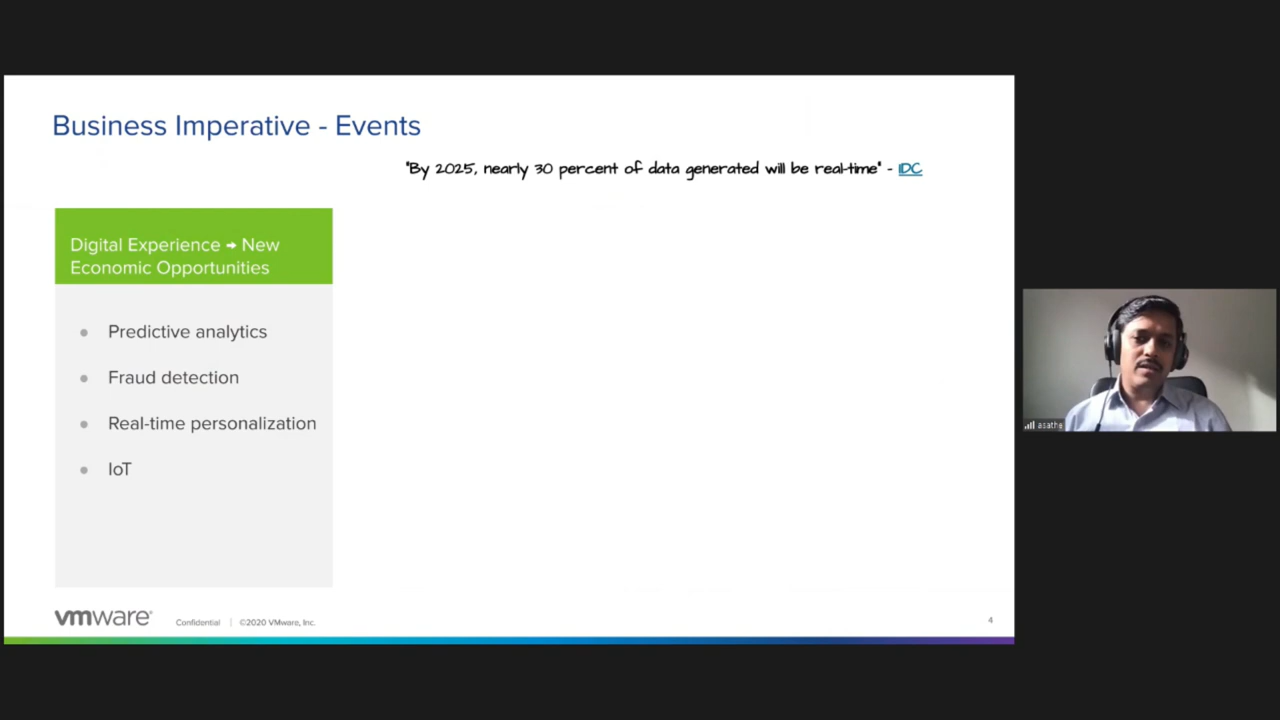 Business Imperative - Events
"By 2025, nearly 30 percent of data generated will be real-time" - IDC
Digital Experience → New
Economic Opportunities
• Predictive analytics
• Fraud detection
• Real-time personalization
• IoT
vmware®
Confidential | ©2020 VMware, Inc.
4
asathe